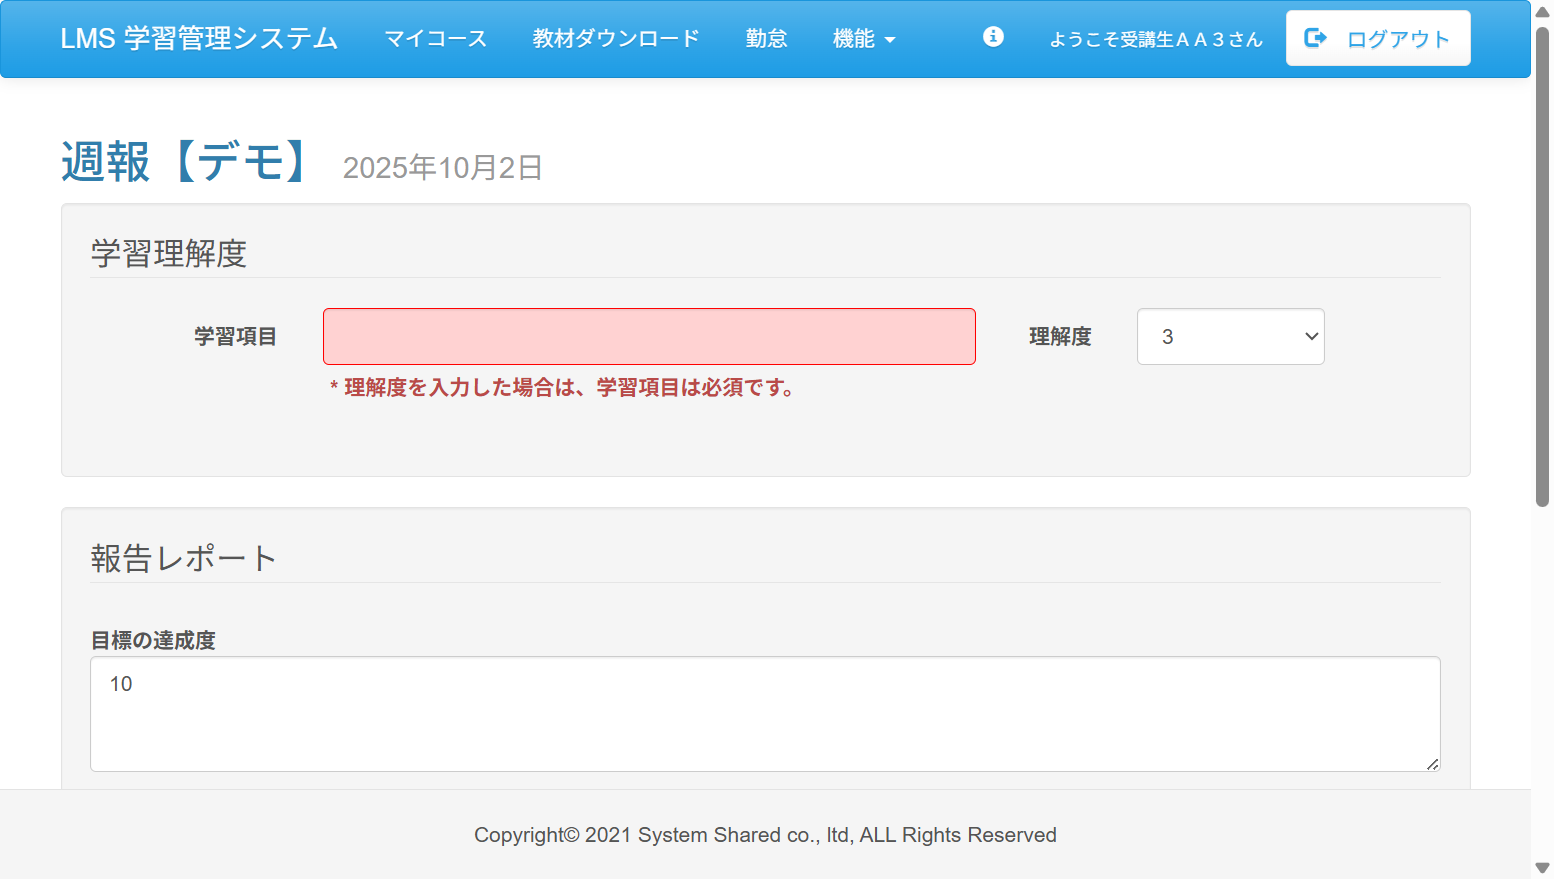 LMS 学習管理システム マイコース 教材ダウンロード 勤怠 機能 ようこそ受講生ＡＡ３さん ログアウト
週報【デモ】 2025年10月2日
学習理解度
学習項目 理解度 3
* 理解度を入力した場合は、学習項目は必須です。
報告レポート
目標の達成度
10
Copyright© 2021 System Shared co., ltd, ALL Rights Reserved